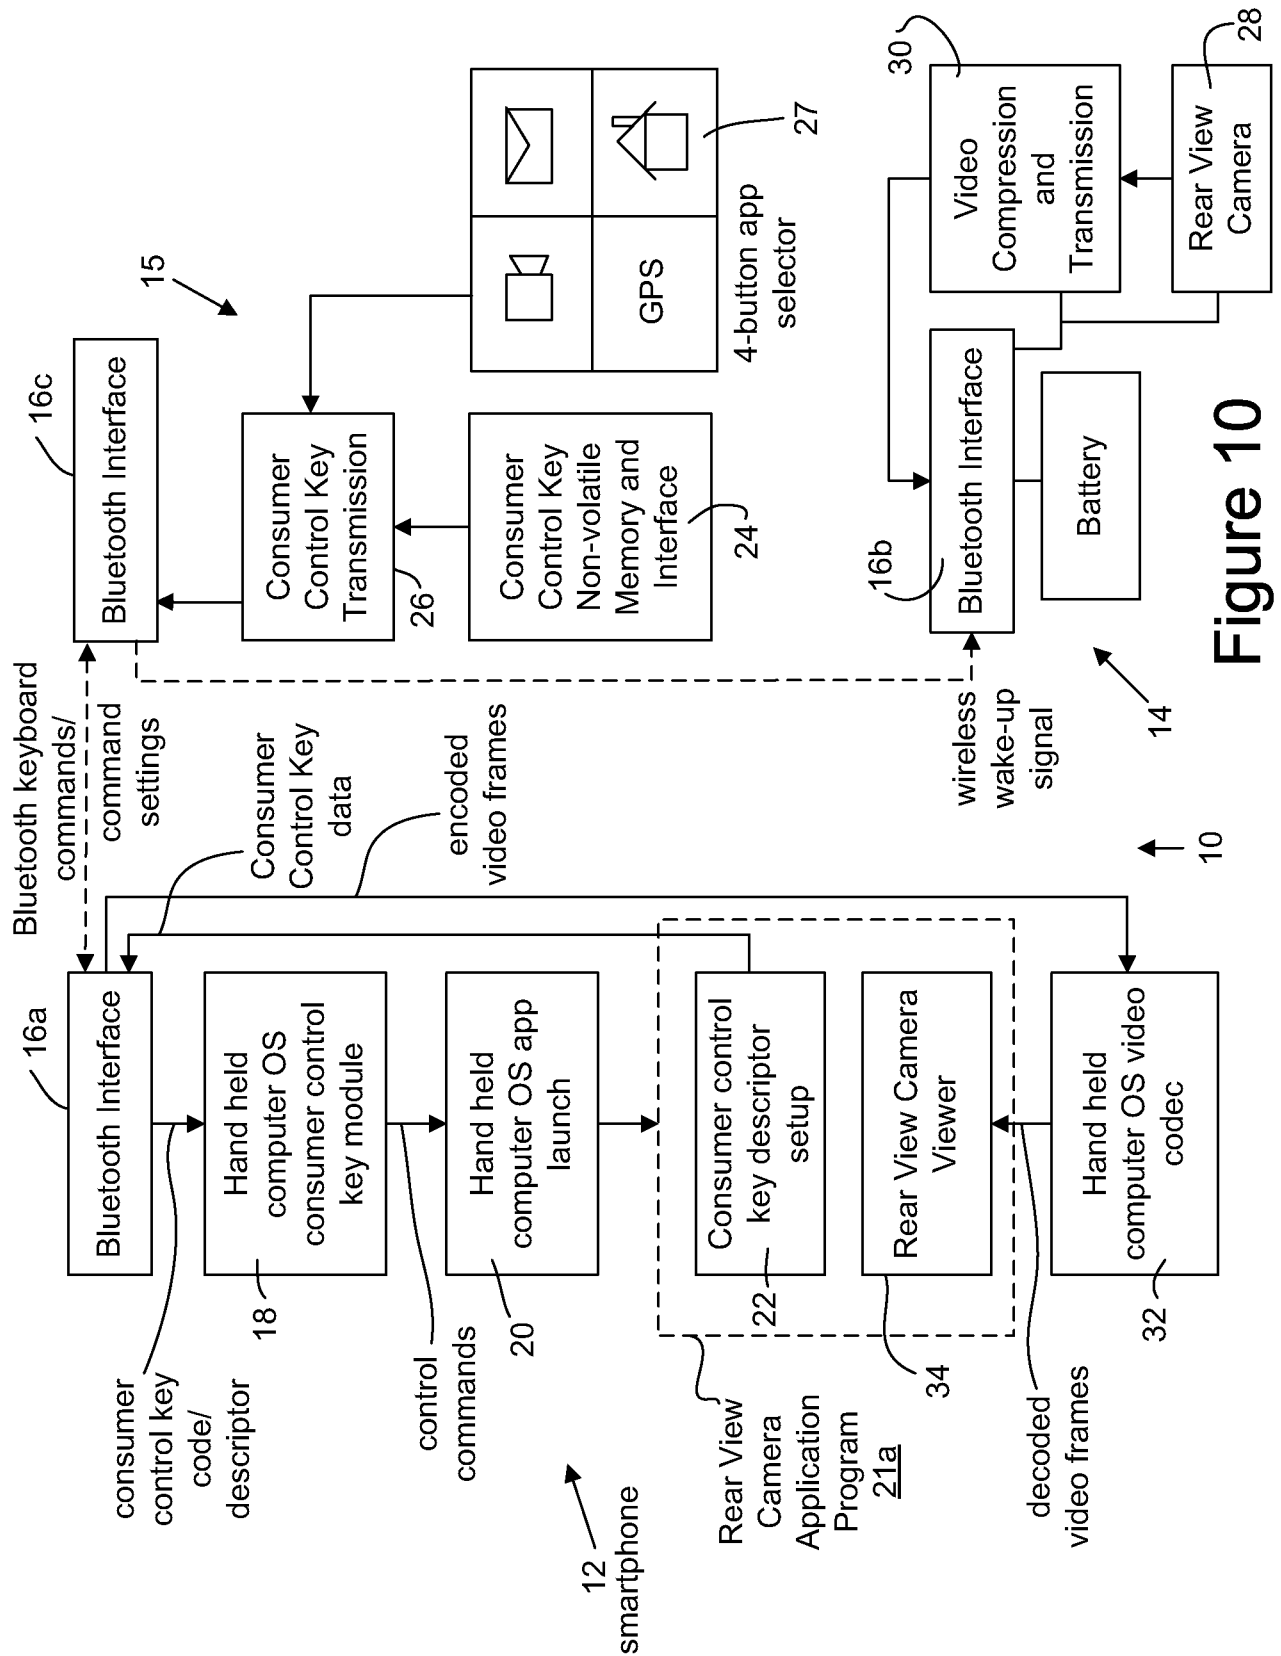 16a
Bluetooth Interface
Bluetooth keyboard
commands/
command
settings
16c
Bluetooth Interface
15
consumer
control key
code/
descriptor
18
Hand held
computer OS
consumer control
key module
Consumer
Control Key
data
Consumer
Control Key
Transmission
26
control
commands
20
Hand held
computer OS app
launch
encoded
video frames
Consumer
Control Key
Non-volatile
Memory and
Interface
24
GPS
4-button app
selector
27
12
smartphone
Rear View
Camera
Application
Program
21a
22
Consumer control
key descriptor
setup
34
Rear View Camera
Viewer
decoded
video frames
32
Hand held
computer OS video
codec
10
wireless
wake-up
signal
14
16b
Bluetooth Interface
Battery
30
Video
Compression
and
Transmission
Rear View
Camera
28
Figure 10